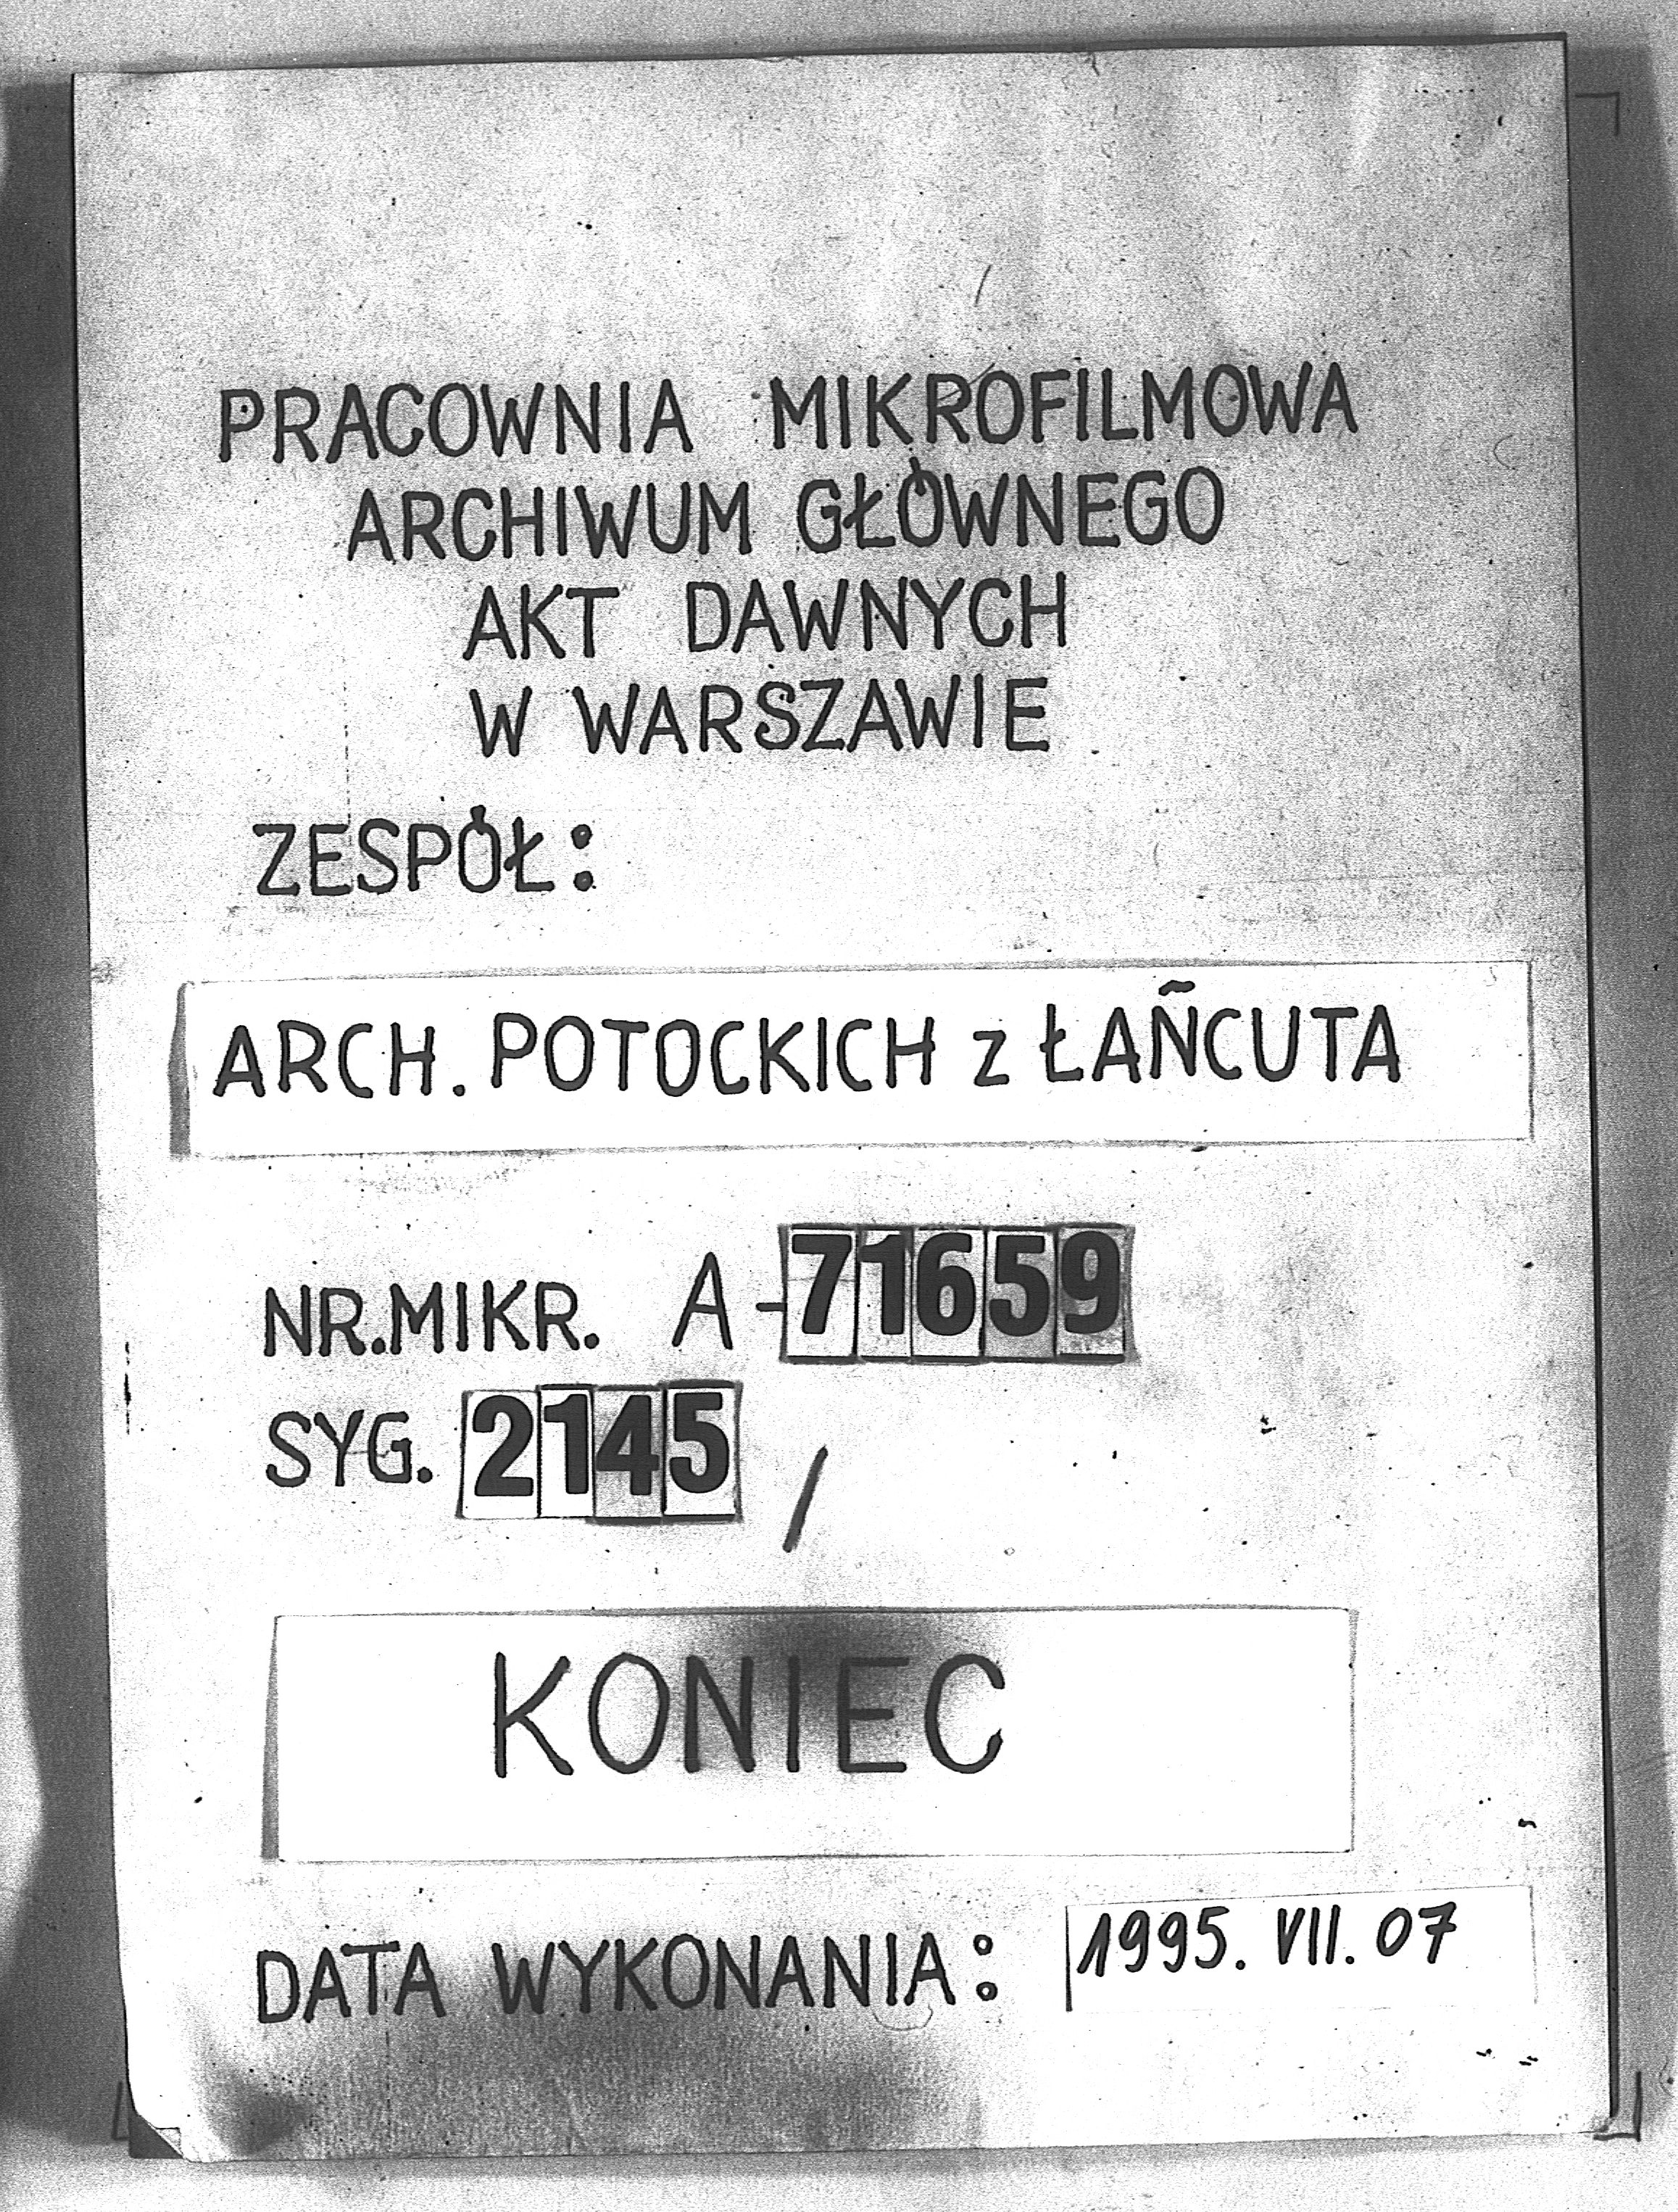 PRACOWNIA MIKROFILMOWA
ARCHIWUM GŁÓWNEGO
AKT DAWNYCH
W WARSZAWIE
ZESPÓŁ:
ARCH. POTOCKICH z ŁAŃCUTA
NR.MIKR. A-71659
SYG. 2145 /
KONIEC
DATA WYKONANIA: 1995. VII. 07